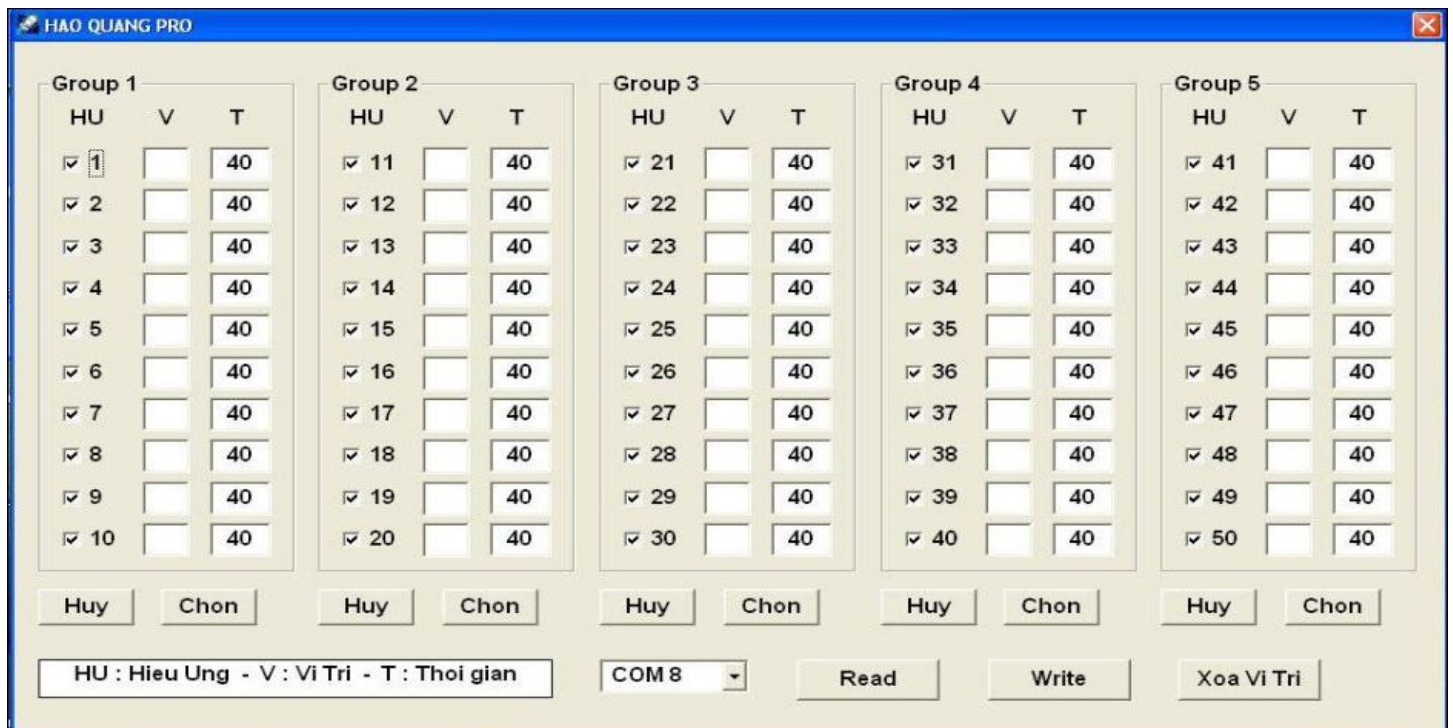 HAO QUANG PRO
Group 1 Group 2 Group 3 Group 4 Group 5
HU V T HU V T HU V T HU V T HU V T
1 40 11 40 21 40 31 40 41 40
2 40 12 40 22 40 32 40 42 40
3 40 13 40 23 40 33 40 43 40
4 40 14 40 24 40 34 40 44 40
5 40 15 40 25 40 35 40 45 40
6 40 16 40 26 40 36 40 46 40
7 40 17 40 27 40 37 40 47 40
8 40 18 40 28 40 38 40 48 40
9 40 19 40 29 40 39 40 49 40
10 40 20 40 30 40 40 40 50 40
Huy Chon Huy Chon Huy Chon Huy Chon Huy Chon
HU : Hieu Ung - V : Vi Tri - T : Thoi gian COM 8 Read Write Xoa Vi Tri